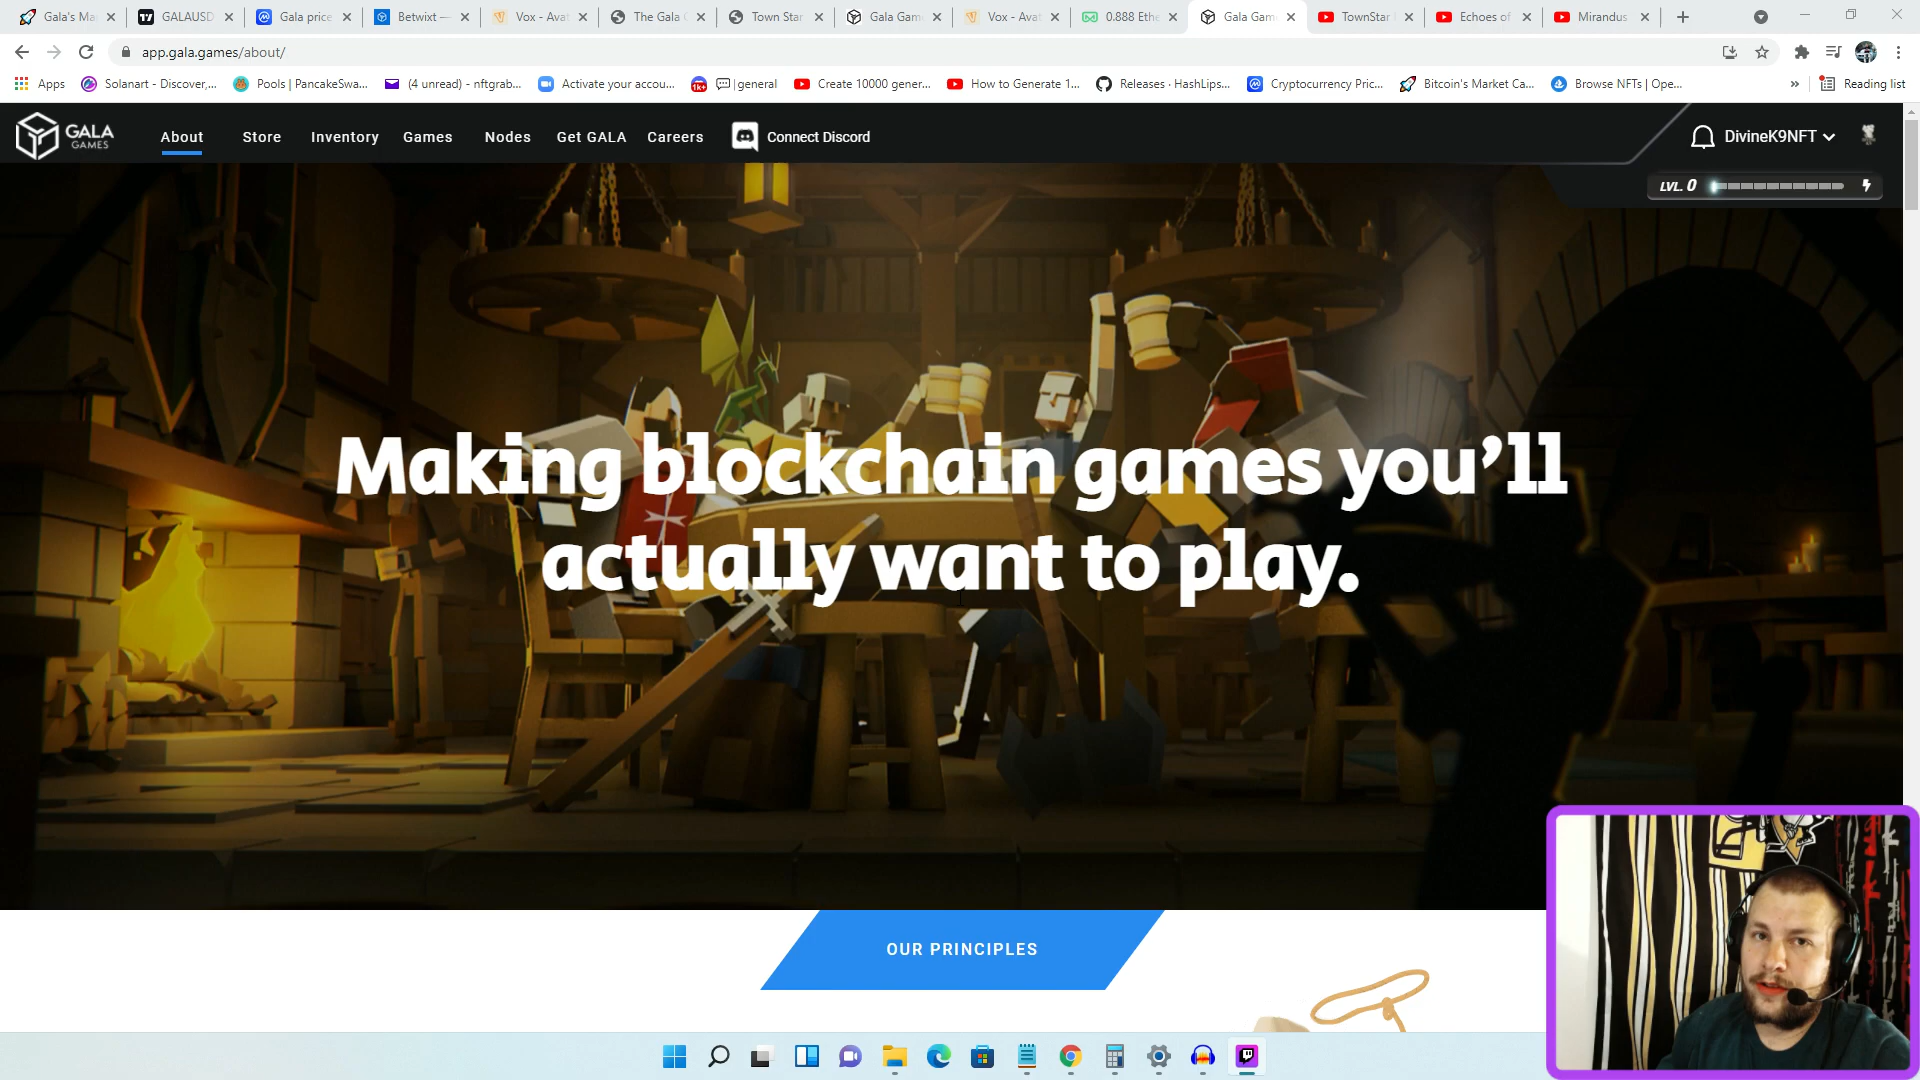 Gala's Ma
GALAUSD
Gala price
Betwixt —
Vox - Avat
The Gala
Town Star
Gala Gam
Vox - Avat
0.888 Ethe
Gala Gam
TownStar
Echoes of
Mirandus
app.gala.games/about/
Apps
Solanart - Discover,...
Pools | PancakeSwa...
(4 unread) - nftgrab...
Activate your accou...
1k+
|general
Create 10000 gener...
How to Generate 1...
Releases · HashLips...
Cryptocurrency Pric...
Bitcoin's Market Ca...
Browse NFTs | Ope...
»
Reading list
GALA
GAMES
About
Store
Inventory
Games
Nodes
Get GALA
Careers
Connect Discord
DivineK9NFT
LVL. 0
Making blockchain games you'll
actually want to play.
OUR PRINCIPLES